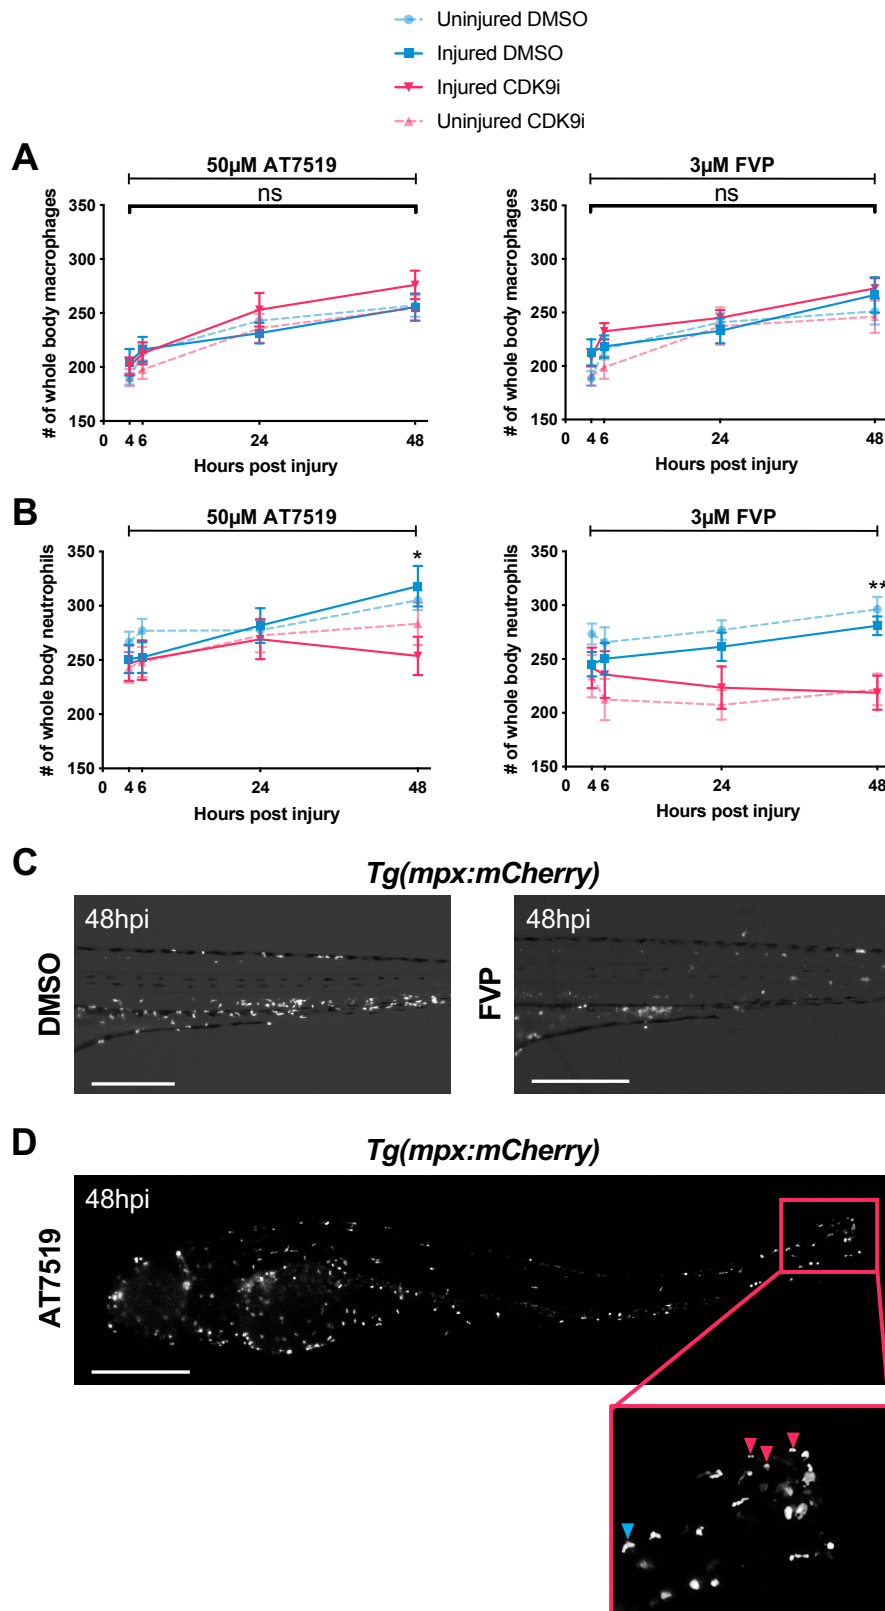 Uninjured DMSO
Injured DMSO
Injured CDK9i
Uninjured CDK9i
A
50µM AT7519
ns
# of whole body macrophages
350
300
250
200
150
0
4
6
24
48
Hours post injury
3µM FVP
ns
# of whole body macrophages
350
300
250
200
150
0
4
6
24
48
Hours post injury
B
50µM AT7519
*
# of whole body neutrophils
350
300
250
200
150
0
4
6
24
48
Hours post injury
3µM FVP
**
# of whole body neutrophils
350
300
250
200
150
0
4
6
24
48
Hours post injury
C
Tg(mpx:mCherry)
DMSO
48hpi
FVP
48hpi
D
Tg(mpx:mCherry)
AT7519
48hpi